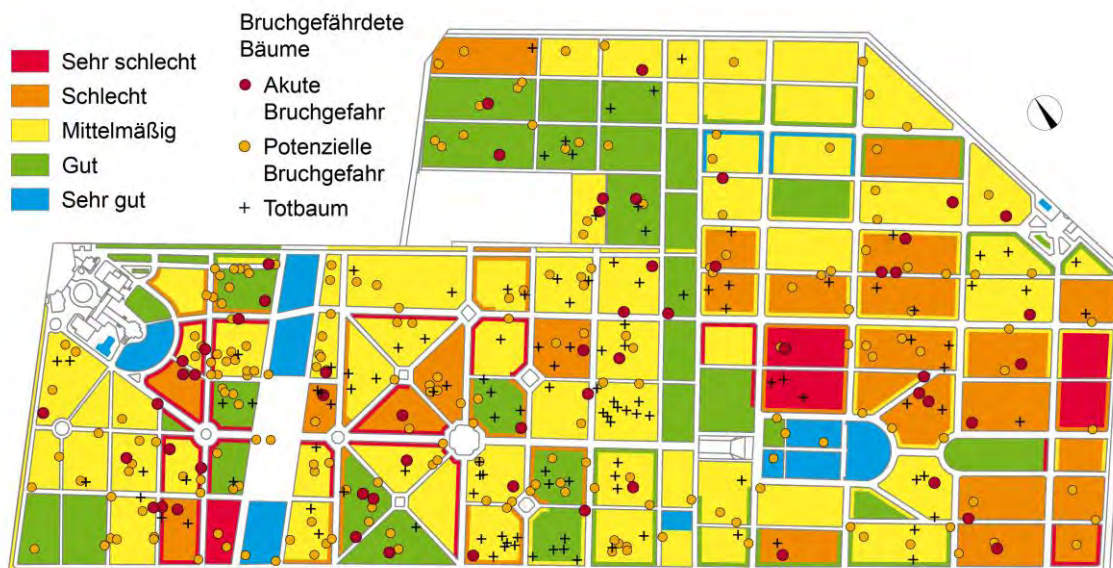 Sehr schlecht
Schlecht
Mittelmäßig
Gut
Sehr gut
Bruchgefährdete
Bäume
Akute
Bruchgefahr
Potenzielle
Bruchgefahr
Totbaum